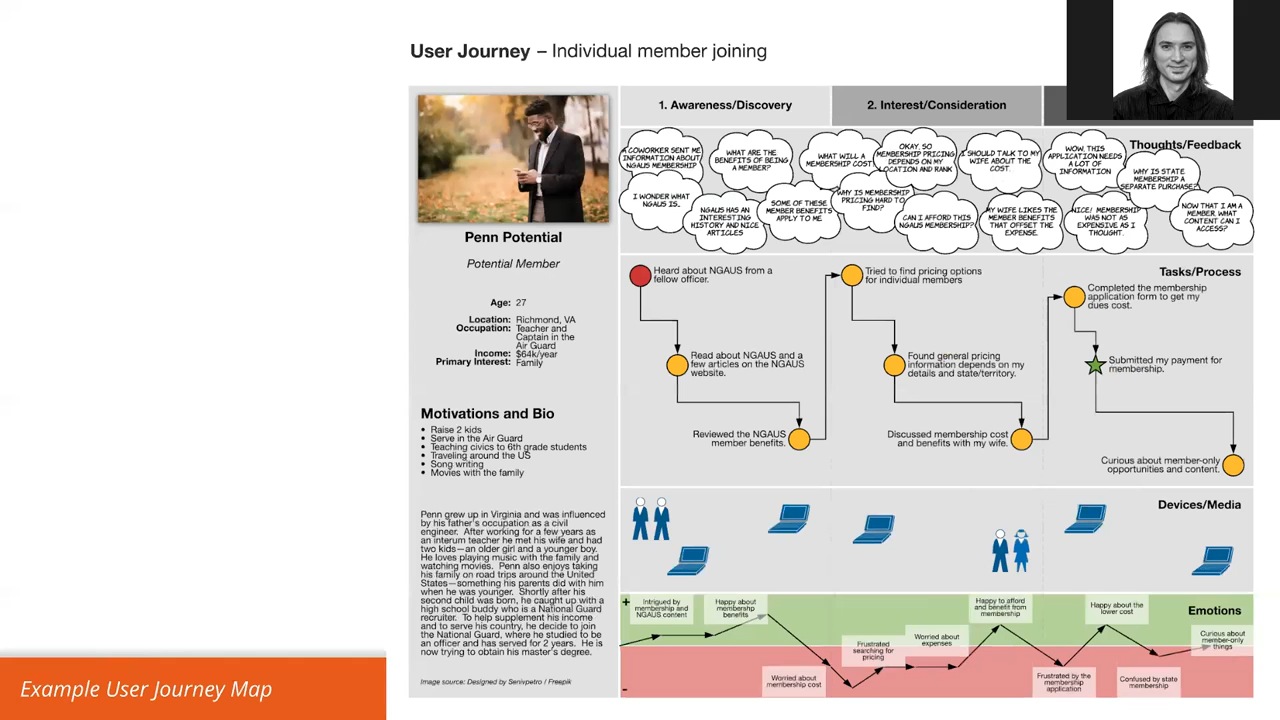 User Journey – Individual member joining
1. Awareness/Discovery
2. Interest/Consideration
Penn Potential
Potential Member
Age: 27
Location: Richmond, VA
Occupation: Teacher and
Captain in the
Air Guard
Income: $64k/year
Primary Interest: Family
Motivations and Bio
• Raise 2 kids
• Serve in the Air Guard
• Teaching civics to 6th grade students
• Traveling around the US
• Song writing
• Movies with the family
Penn grew up in Virginia and was influenced
by his father's occupation as a civil
engineer. After working for a few years as
an interim teacher he met his wife and had
two kids—an older girl and a younger boy.
He loves playing music with the family and
watching movies. Penn also enjoys taking
his family on road trips around the United
States—something his parents did with him
when he was younger. Shortly after his
second child was born, he caught up with a
high school buddy who is a National Guard
recruiter. To help supplement his income
and to serve his country, he decide to join
the National Guard, where he studied to be
an officer and has served for 2 years. He is
now trying to obtain his master's degree.
Image source: Designed by Senivpetro / Freepik
Thoughts/Feedback
A COWORKER SENT ME
INFORMATION ABOUT
NGAUS MEMBERSHIP
I WONDER WHAT
NGAUS IS..
WHAT ARE THE
BENEFITS OF BEING
A MEMBER?
NGAUS HAS AN
INTERESTING
HISTORY AND NICE
ARTICLES
SOME OF THESE
MEMBER BENEFITS
APPLY TO ME
WHAT WILL A
MEMBERSHIP COST
WHY IS MEMBERSHIP
PRICING HARD TO
FIND?
OKAY. SO
MEMBERSHIP PRICING
DEPENDS ON MY
LOCATION AND RANK
CAN I AFFORD THIS
NGAUS MEMBERSHIP?
I SHOULD TALK TO MY
WIFE ABOUT THE
COST.
MY WIFE LIKES THE
MEMBER BENEFITS
THAT OFFSET THE
EXPENSE.
WOW. THIS
APPLICATION NEEDS
A LOT OF
INFORMATION
NICE! MEMBERSHIP
WAS NOT AS
EXPENSIVE AS I
THOUGHT.
WHY IS STATE
MEMBERSHIP A
SEPARATE PURCHASE?
NOW THAT I AM A
MEMBER. WHAT
CONTENT CAN I
ACCESS?
Tasks/Process
Heard about NGAUS from a
fellow officer.
Read about NGAUS and a
few articles on the NGAUS
website.
Reviewed the NGAUS
member benefits.
Tried to find pricing options
for individual members
Found general pricing
information depends on my
details and state/territory.
Discussed membership cost
and benefits with my wife.
Completed the membership
application form to get my
dues cost.
Submitted my payment for
membership.
Curious about member-only
opportunities and content.
Devices/Media
Emotions
+
-
Intrigued by
membership and
NGAUS content
Happy about
membership
benefits
Worried about
membership cost
Frustrated
searching for
pricing
Worried about
expenses
Happy to afford
and benefit from
membership
Frustrated by the
membership
application
Happy about the
lower cost
Confused by state
membership
Curious about
member-only
things
Example User Journey Map